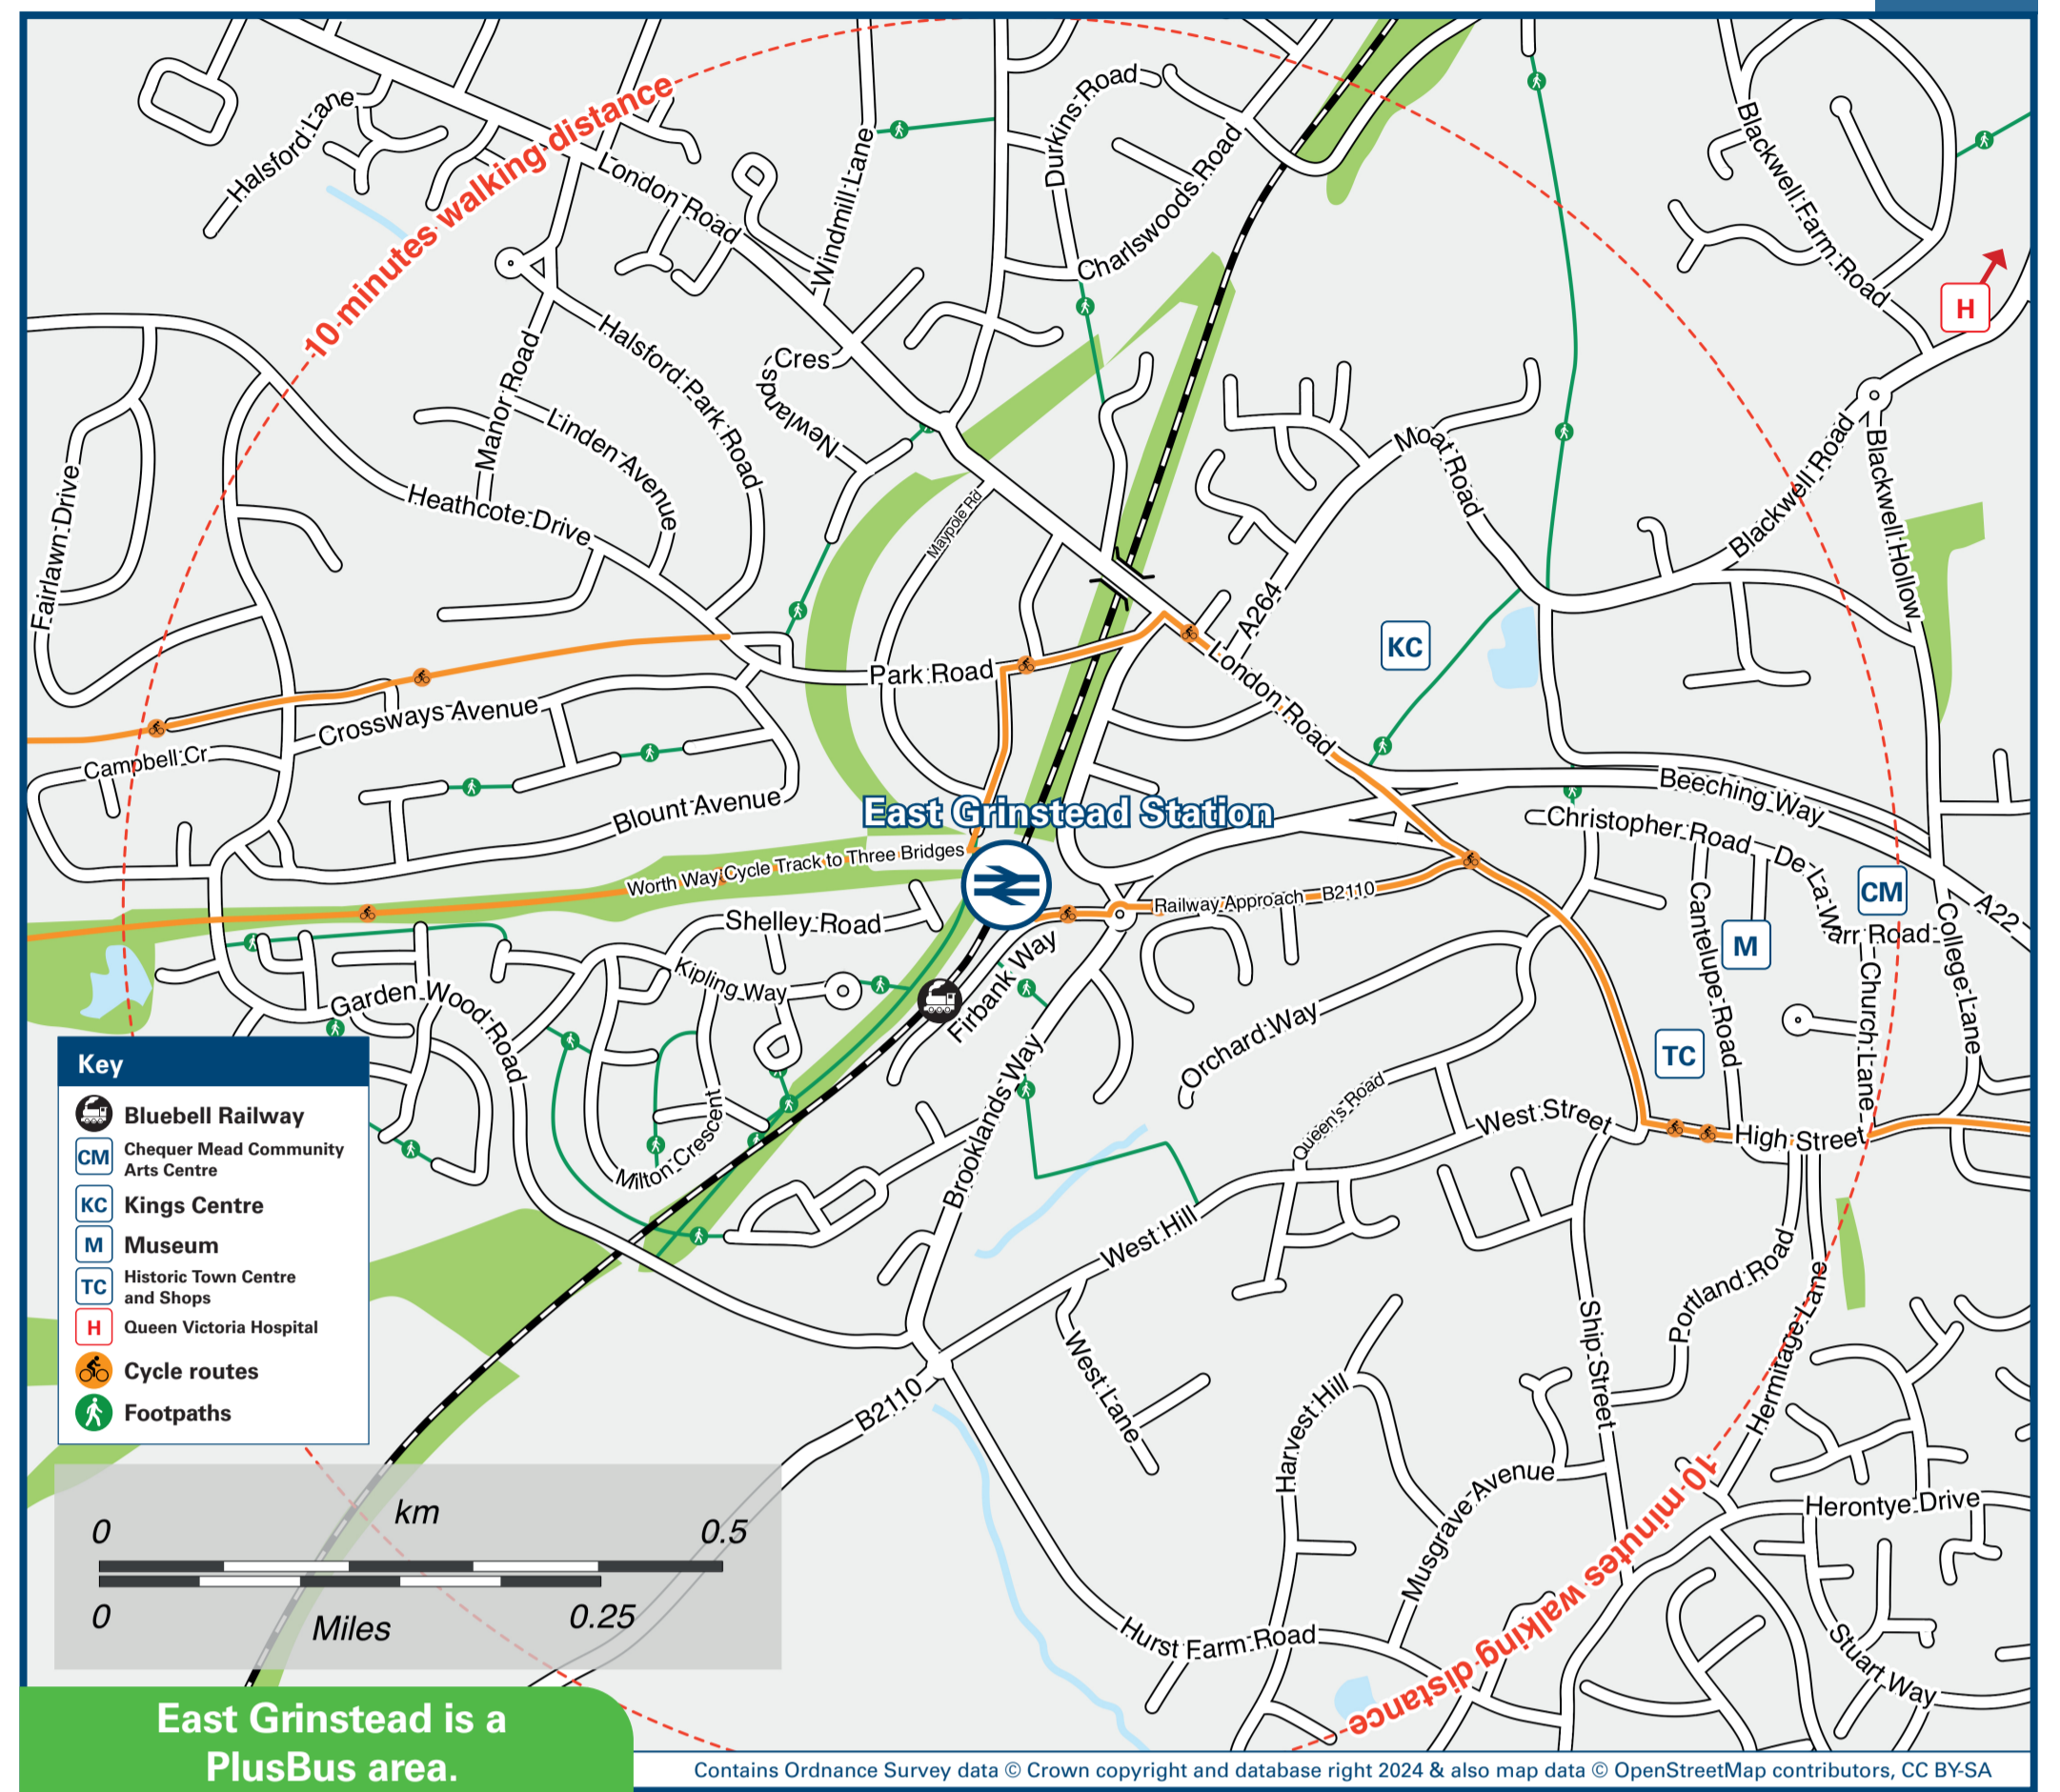 10 minutes walking distance
Halsford Lane
London Road
Windmill Lane
Durkins Road
Charlswoods Road
Blackwell Farm Road
H
Manor Road
Halsford Park Road
Linden Avenue
Newlands Cres
Heathcote Drive
Fairlawn Drive
Maypole Rd
Moat Road
A264
Blackwell Road
Blackwell Hollow
KC
London Road
Park Road
Crossways Avenue
Campbell Cr
Blount Avenue
East Grinstead Station
Beeching Way
Christopher Road
De La Warr Road
CM
A22
Worth Way Cycle Track to Three Bridges
Railway Approach
B2110
Shelley Road
Kipling Way
Firbank Way
Garden Wood Road
Cantelupe Road
M
Church Lane
College Lane
Orchard Way
TC
Brooklands Way
Queen's Road
West Street
High Street
Milton Crescent
West Hill
West Lane
Portland Road
Hermitage Lane
Ship Street
B2110
Harvest Hill
Musgrave Avenue
Herontye Drive
Hurst Farm Road
Stuart Way
10 minutes walking distance
Key
Bluebell Railway
CM Chequer Mead Community
Arts Centre
KC Kings Centre
M Museum
TC Historic Town Centre
and Shops
H Queen Victoria Hospital
Cycle routes
Footpaths
km
0 0.5
0 0.25
Miles
East Grinstead is a
PlusBus area.
Contains Ordnance Survey data © Crown copyright and database right 2024 & also map data © OpenStreetMap contributors, CC BY-SA